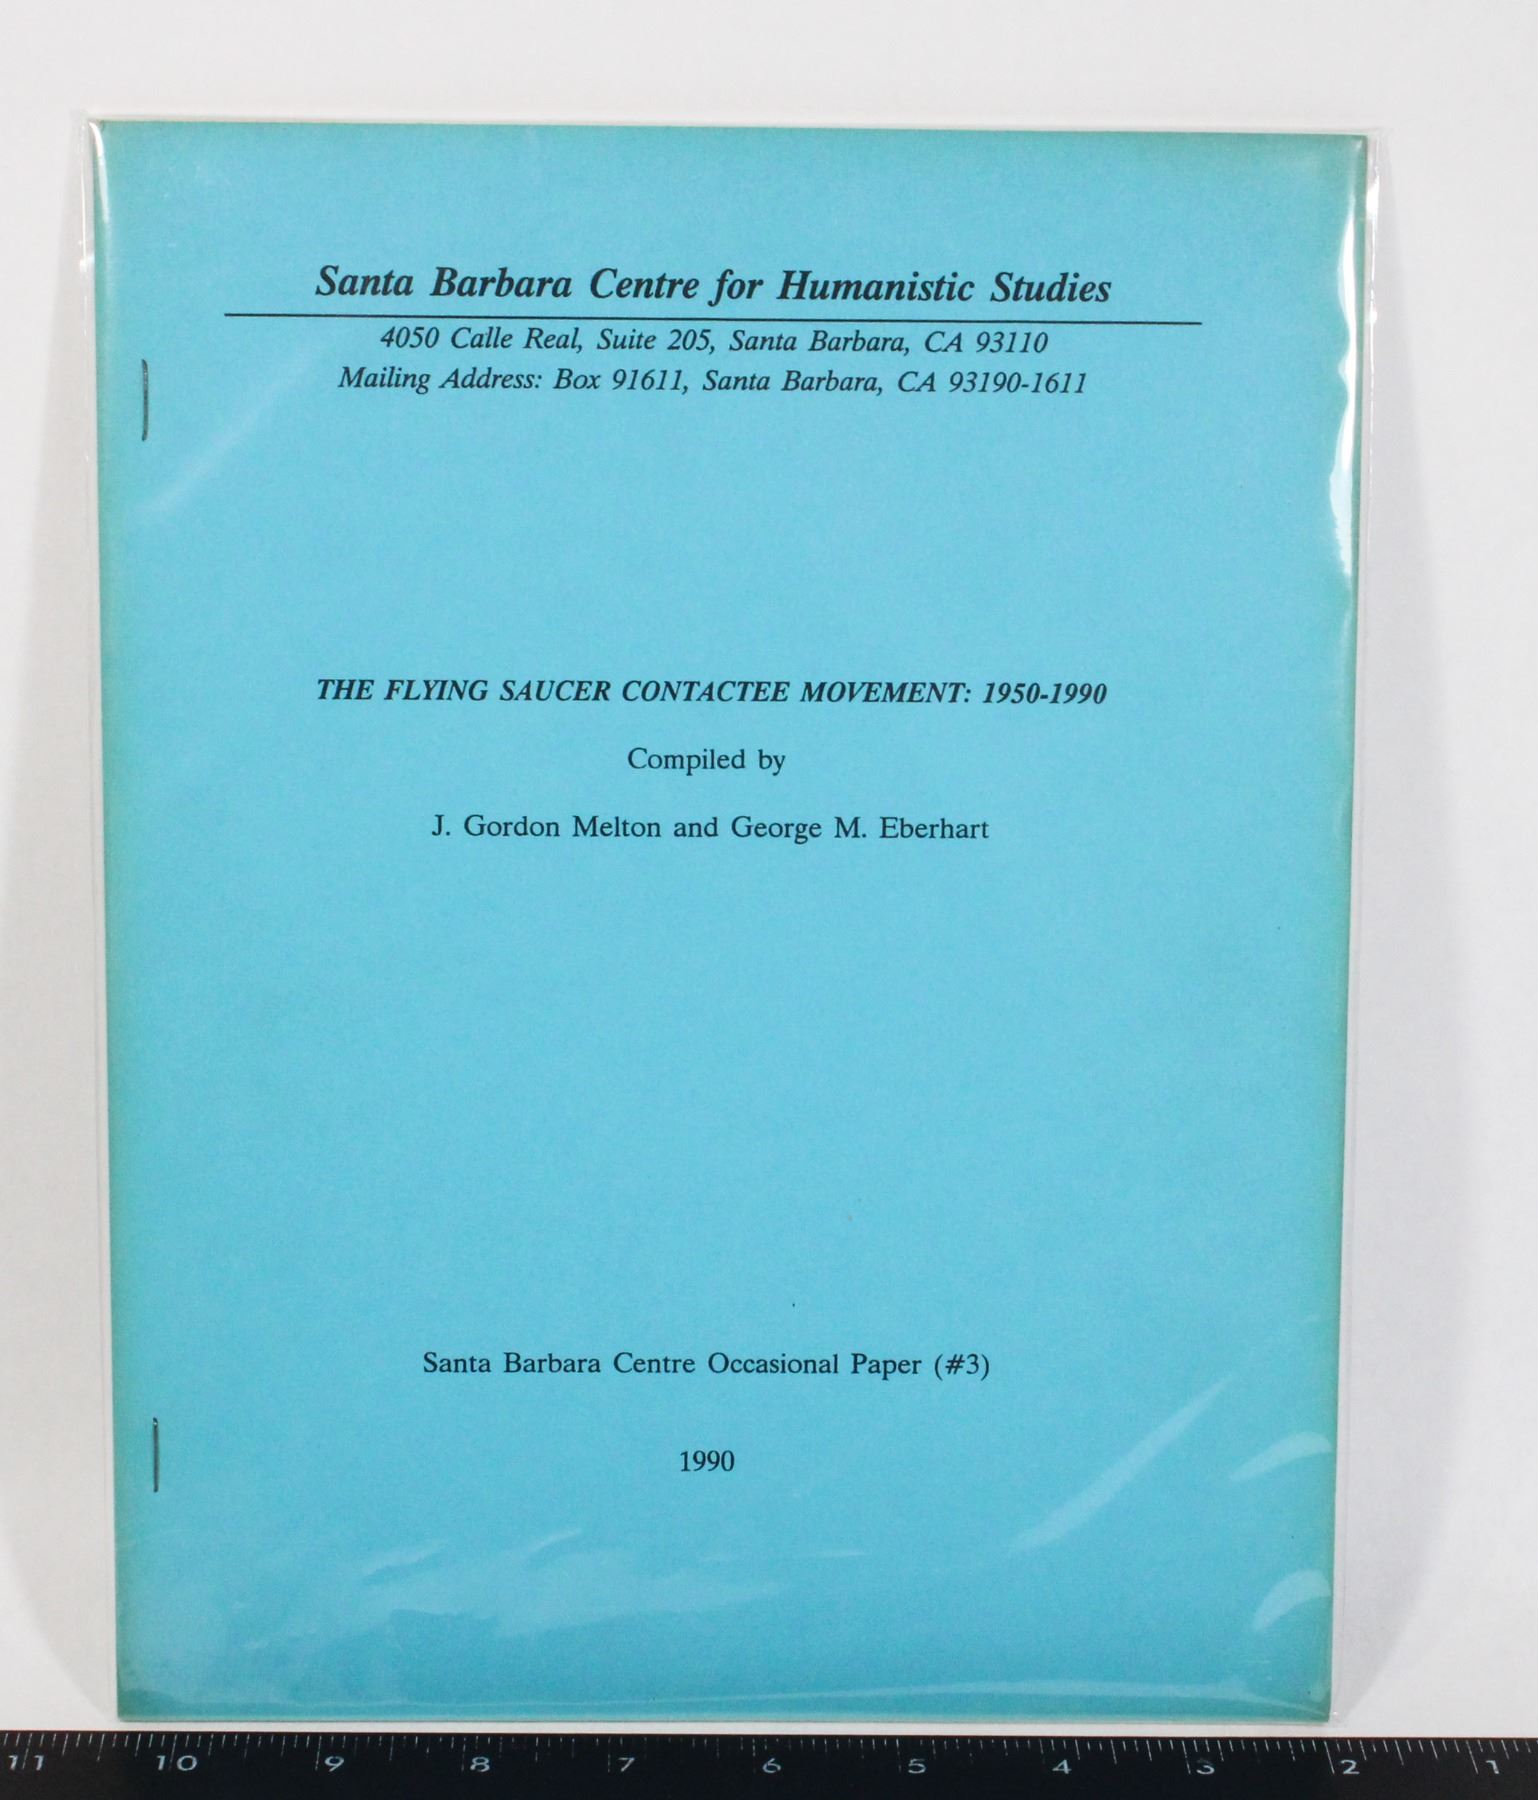 Santa Barbara Centre for Humanistic Studies
4050 Calle Real, Suite 205, Santa Barbara, CA 93110
Mailing Address: Box 91611, Santa Barbara, CA 93190-1611
THE FLYING SAUCER CONTACTEE MOVEMENT: 1950-1990
Compiled by
J. Gordon Melton and George M. Eberhart
Santa Barbara Centre Occasional Paper (#3)
1990
11 10 9 8 7 6 5 4 3 2 1